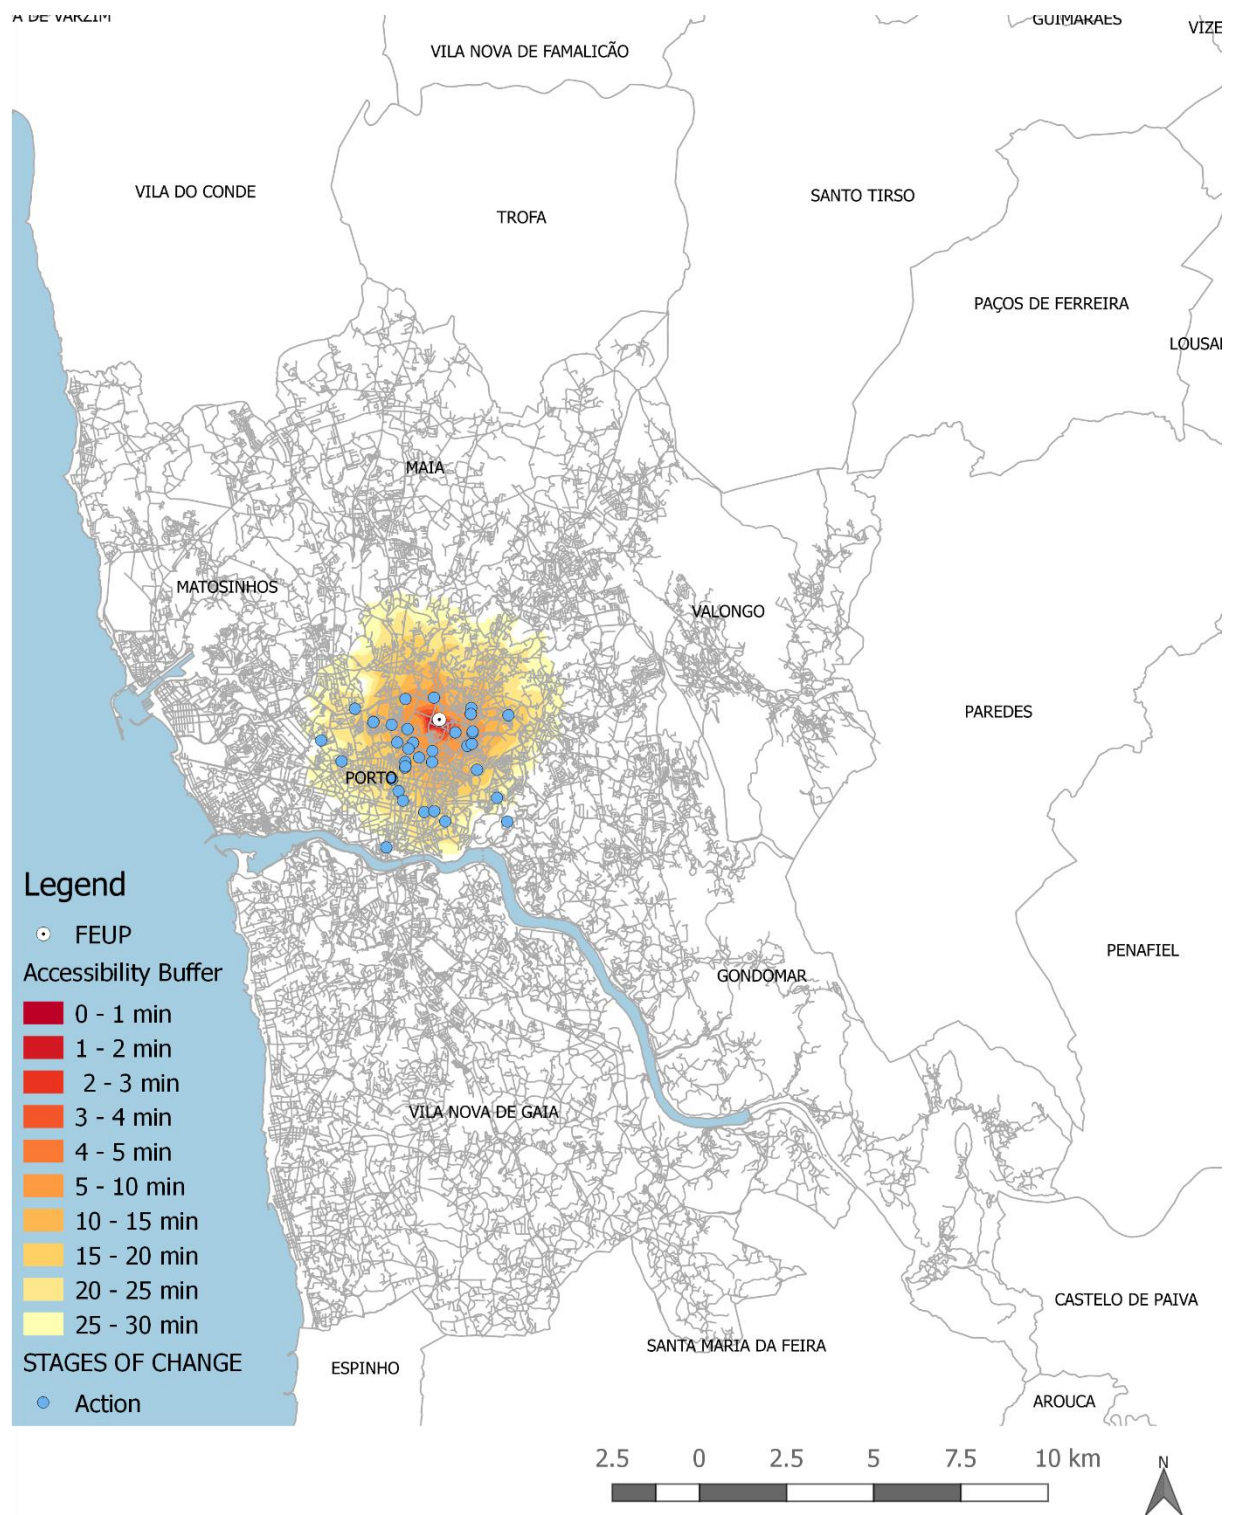 A DE VARZIM
GUIMARÃES
VIZE
VILA NOVA DE FAMALICÃO
VILA DO CONDE
SANTO TIRSO
TROFA
PAÇOS DE FERREIRA
LOUSA
MAIA
MATOSINHOS
VALONGO
PAREDES
PORTO
Legend
FEUP
Accessibility Buffer
0 - 1 min
1 - 2 min
2 - 3 min
3 - 4 min
4 - 5 min
5 - 10 min
10 - 15 min
15 - 20 min
20 - 25 min
25 - 30 min
STAGES OF CHANGE
Action
PENAFIEL
GONDOMAR
VILA NOVA DE GAIA
CASTELO DE PAIVA
SANTA MARIA DA FEIRA
ESPINHO
AROUCA
2.5 0 2.5 5 7.5 10 km
N